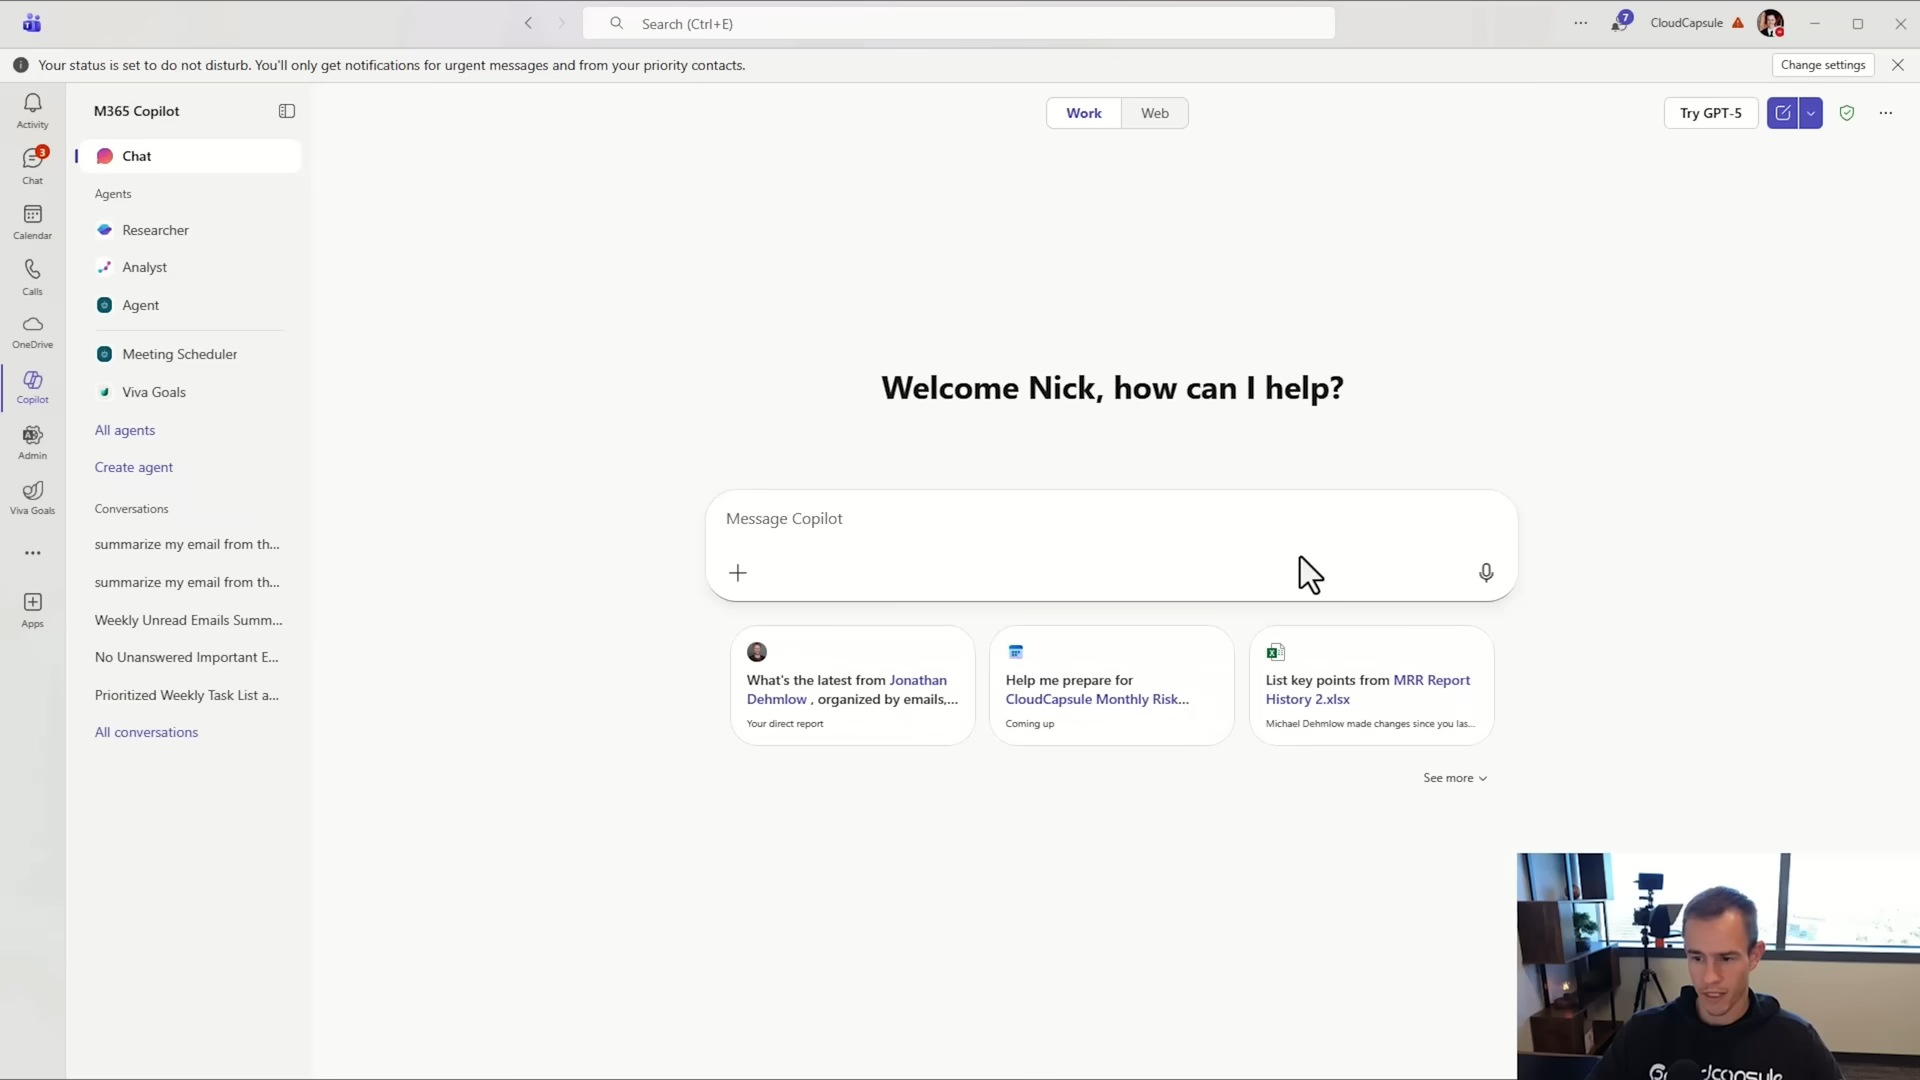 Search (Ctrl+E)
7
CloudCapsule
Your status is set to do not disturb. You'll only get notifications for urgent messages and from your priority contacts.
Change settings
Activity
3
Chat
Calendar
Calls
OneDrive
Copilot
Admin
Viva Goals
Apps
M365 Copilot
Chat
Agents
Researcher
Analyst
Agent
Meeting Scheduler
Viva Goals
All agents
Create agent
Conversations
summarize my email from th...
summarize my email from th...
Weekly Unread Emails Summ...
No Unanswered Important E...
Prioritized Weekly Task List a...
All conversations
Work
Web
Try GPT-5
Welcome Nick, how can I help?
Message Copilot
What's the latest from Jonathan
Dehmlow , organized by emails,...
Your direct report
Help me prepare for
CloudCapsule Monthly Risk...
Coming up
List key points from MRR Report
History 2.xlsx
Michael Dehmlow made changes since you las...
See more